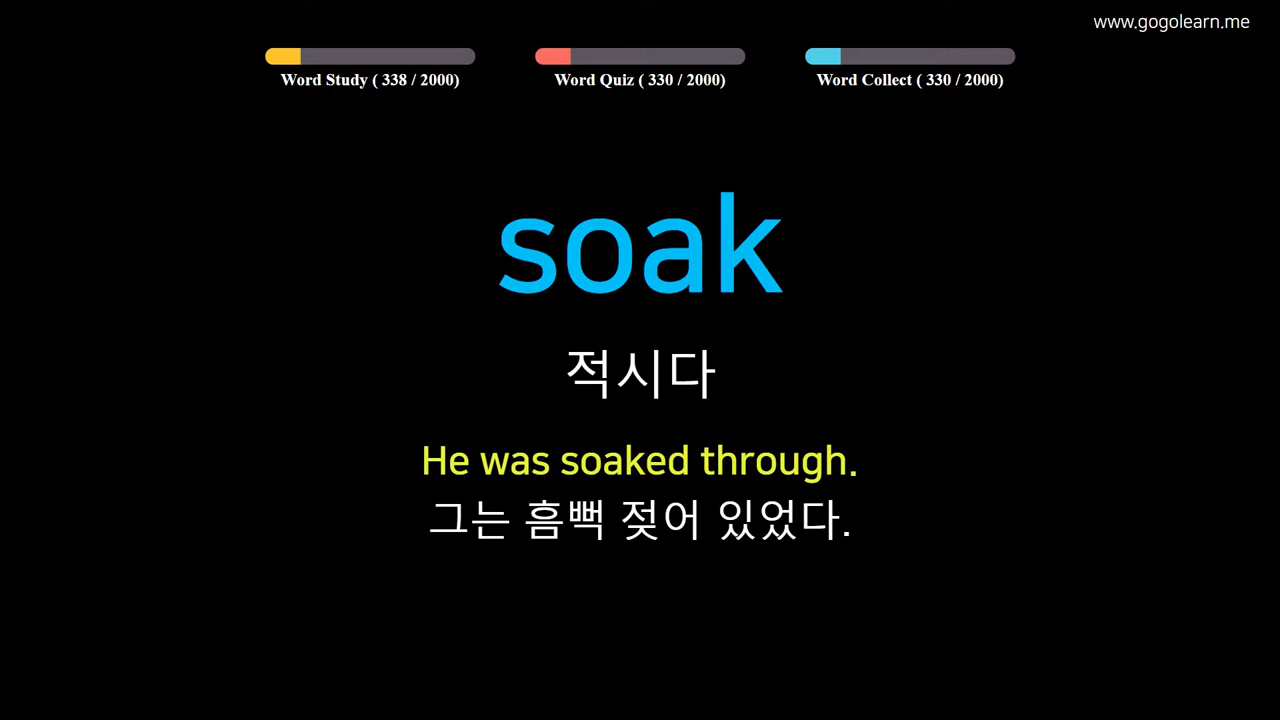 www.gogolearn.me
Word Study ( 338 / 2000)
Word Quiz ( 330 / 2000)
Word Collect ( 330 / 2000)
soak
적시다
He was soaked through.
그는 흠뻑 젖어 있었다.